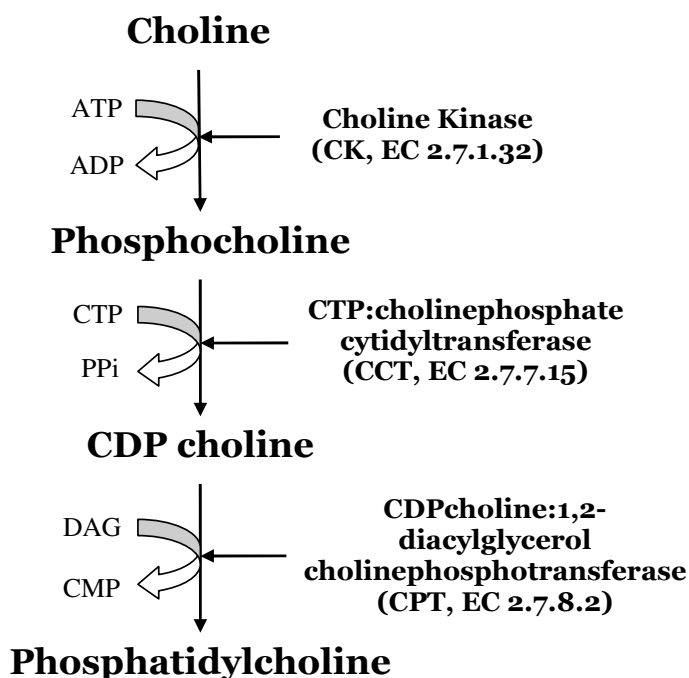 Choline
ATP
ADP
Choline Kinase
(CK, EC 2.7.1.32)
Phosphocholine
CTP
PPi
CTP:cholinephosphate
cytidyltransferase
(CCT, EC 2.7.7.15)
CDP choline
DAG
CMP
CDPcholine:1,2-
diacylglycerol
cholinephosphotransferase
(CPT, EC 2.7.8.2)
Phosphatidylcholine